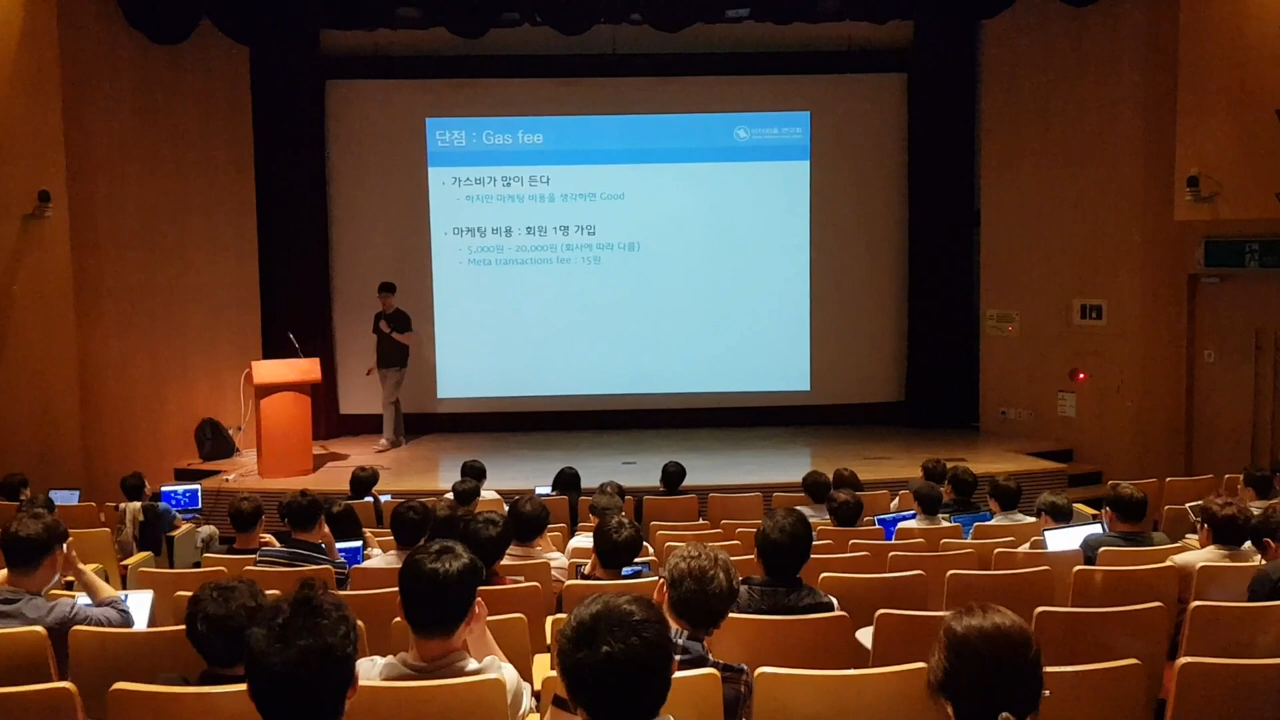 단점 : Gas fee
가스비가 많이 든다
- 하지만 마케팅 비용을 생각하면 Good
마케팅 비용 : 회원 1명 가입
- 5,000원 - 20,000원 (회사에 따라 다름)
- Meta transactions fee : 15원